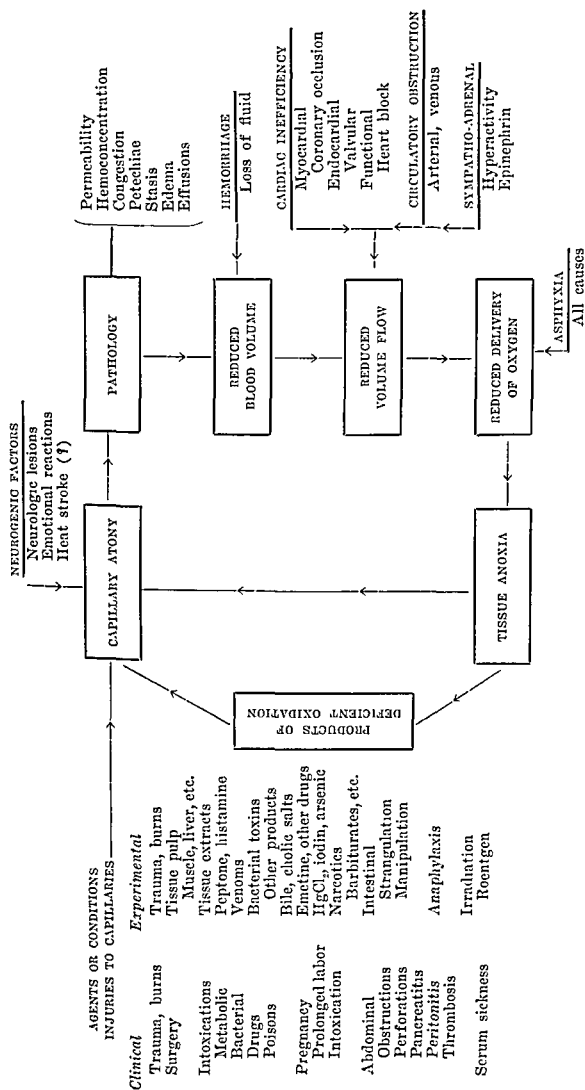 NEUROGENIC FACTORS
Neurologic lesions
Emotional reactions
Heat stroke (?)
AGENTS OR CONDITIONS
INJURIES TO CAPILLARIES
CAPILLARY ATONY
PATHOLOGY
Permeability
Hemoconcentration
Congestion
Petechiae
Stasis
Edema
Effusions
Clinical
Trauma, burns
Surgery
Intoxications
Metabolic
Bacterial
Drugs
Poisons
Pregnancy
Prolonged labor
Intoxication
Abdominal
Obstructions
Perforations
Pancreatitus
Peritonitis
Thrombosis
Serum sickness
Experimental
Trauma, burns
Tissue pulp
Muscle, liver, etc.
Tissue extracts
Peptone, histamine
Venoms
Bacterial toxins
Other products
Bile, cholic salts
Emetine, other drugs
HgCl₂, iodin, arsenic
Narcotics
Barbiturates, etc.
Intestinal
Strangulation
Manipulation
Anaphylaxis
Irradiation
Roentgen
PRODUCTS OF
DEFICIENT OXIDATION
REDUCED
BLOOD VOLUME
HEMORRHAGE
Loss of fluid
REDUCED
VOLUME FLOW
CARDIAC INEFFICIENCY
Myocardial
Coronary occlusion
Endocardial
Valvular
Functional
Heart block
CIRCULATORY OBSTRUCTION
Arterial, venous
SYMPATHO-ADRENAL
Hyperactivity
Epinephrin
TISSUE ANOXIA
REDUCED DELIVERY
OF OXYGEN
ASPHYXIA
All causes